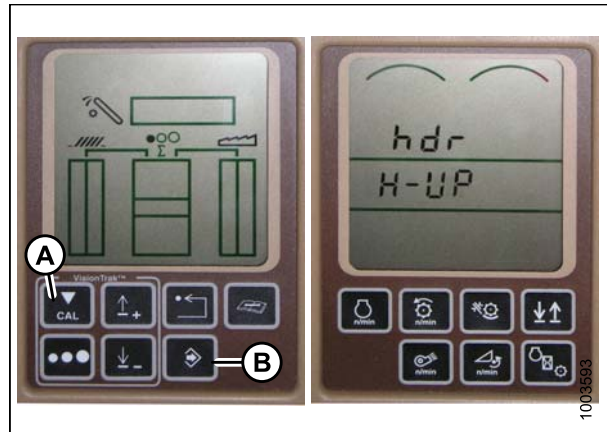 Σ
A
VisionTrak™
CAL
+
-
B
hdr
H-UP
n/min
n/min
n/min
n/min
1003593